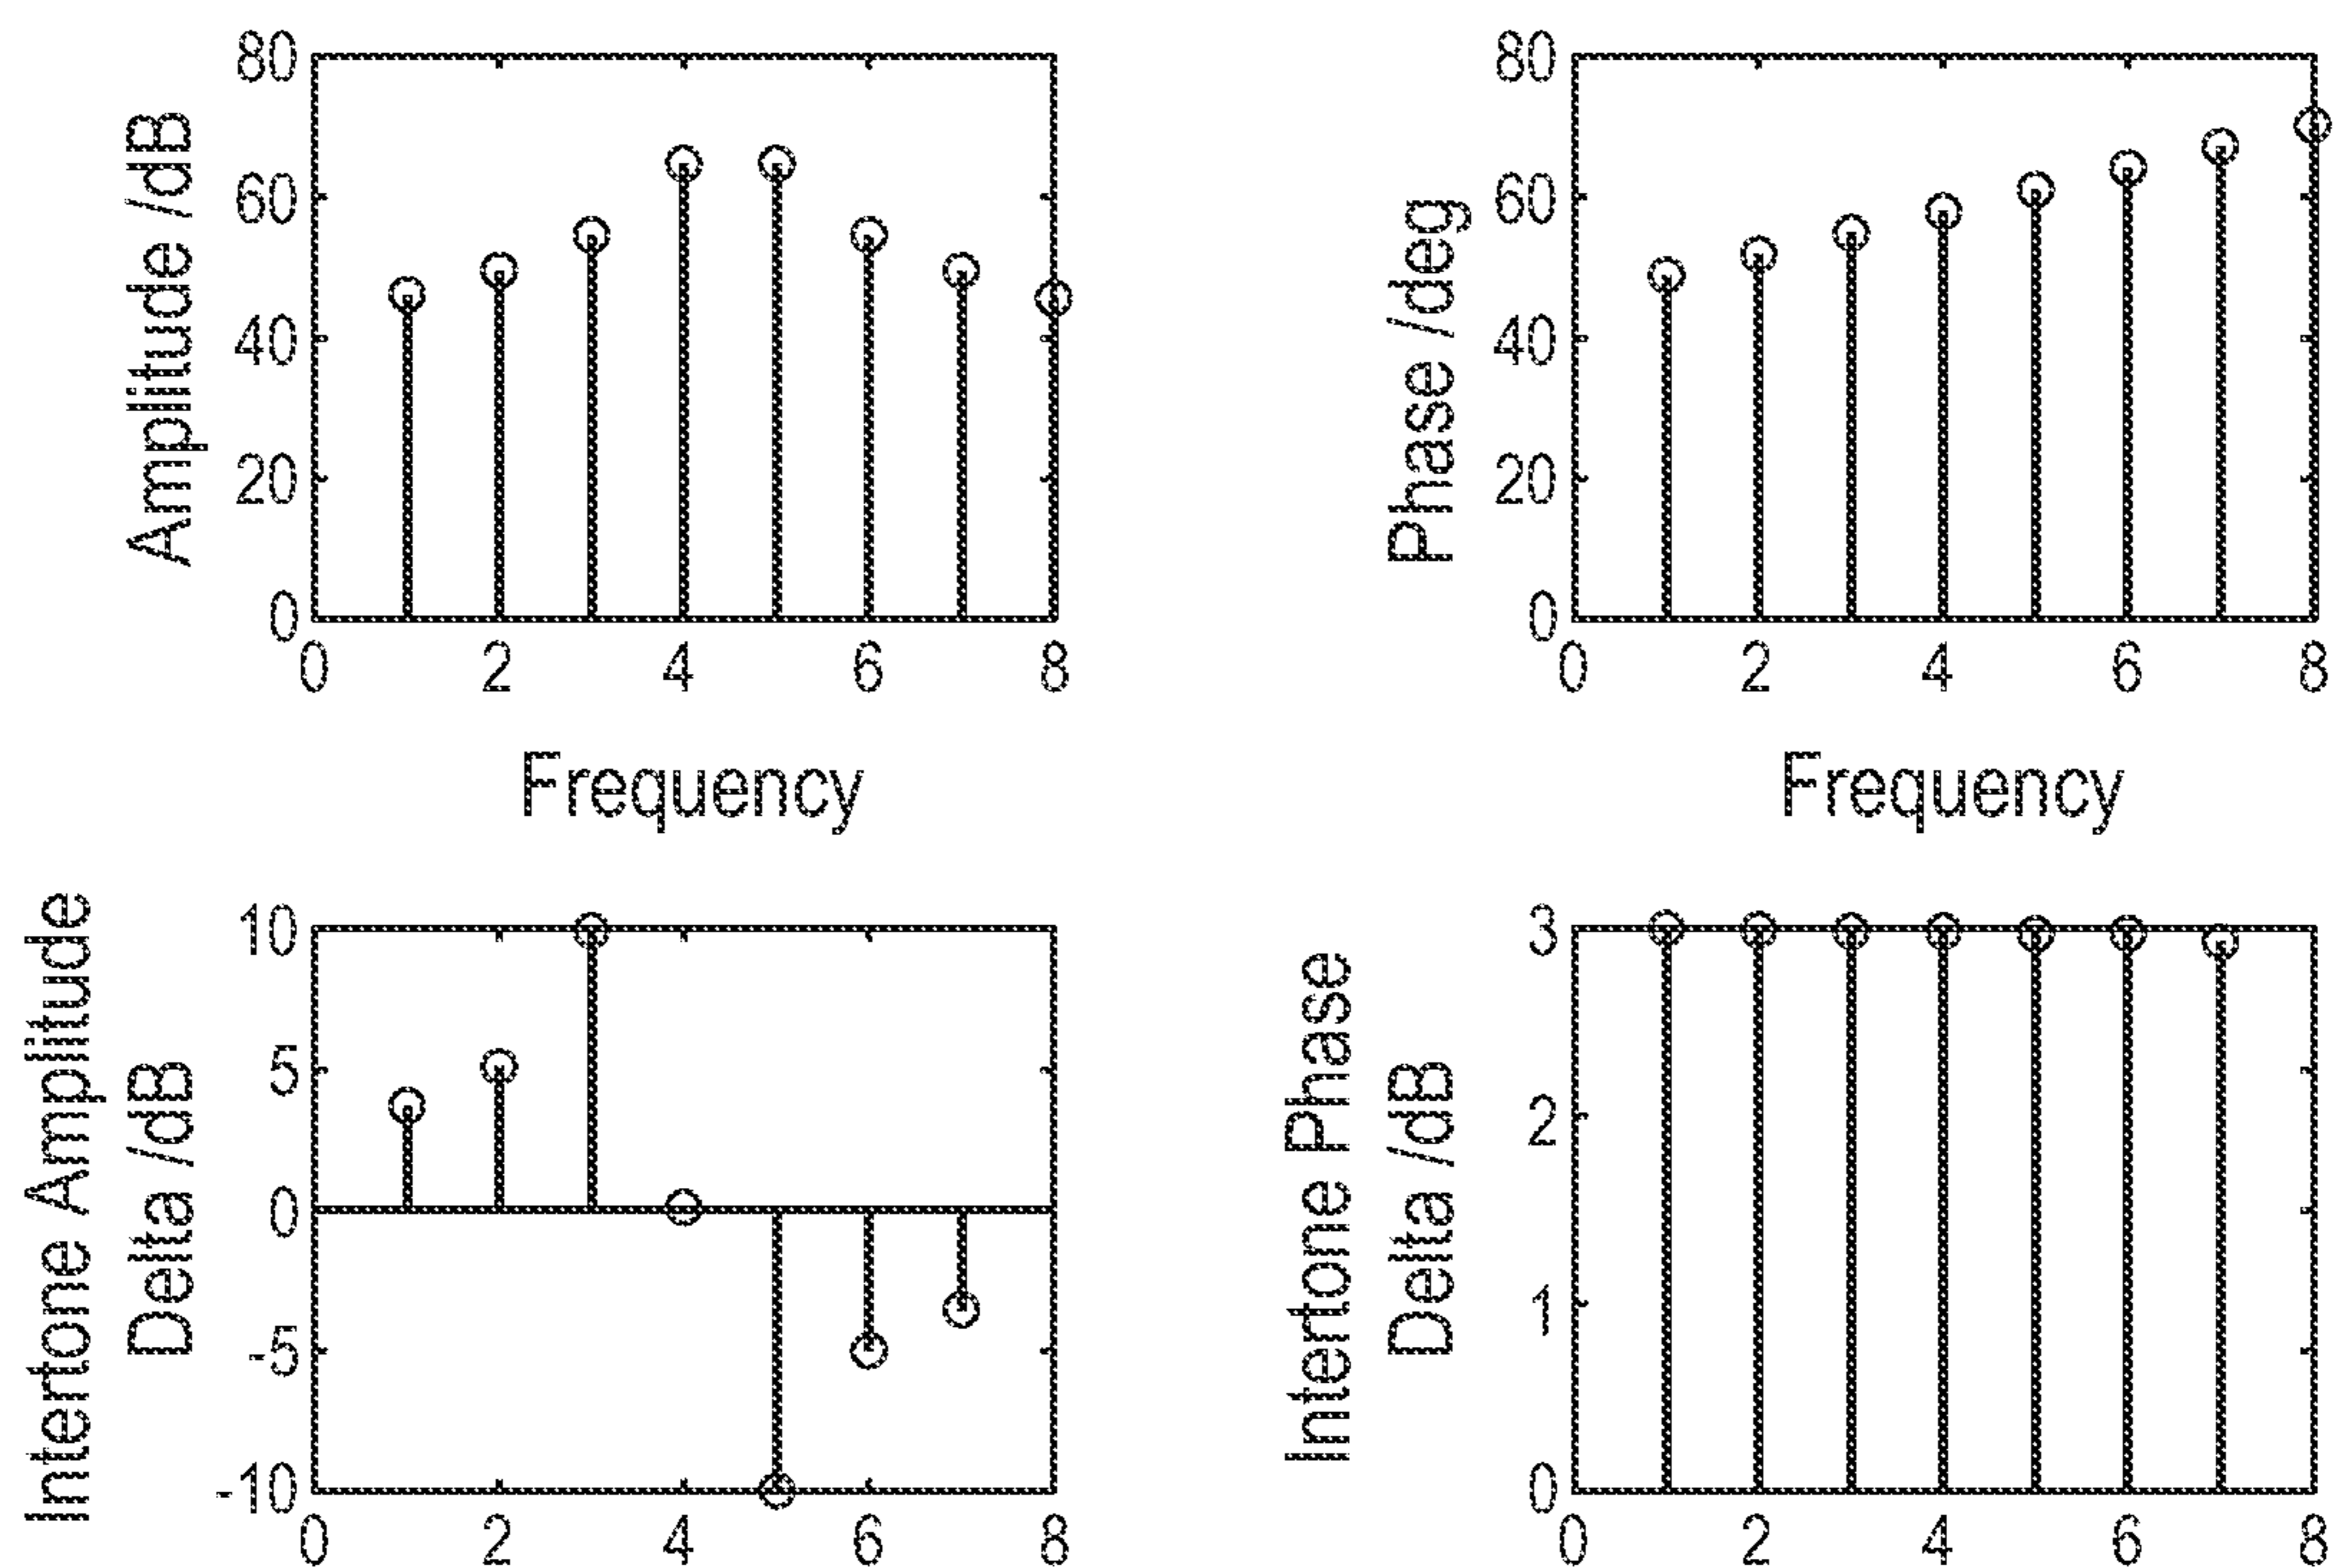 80
60
40
20
0
Amplitude /dB
0 2 4 6 8
Frequency
80
60
40
20
0
Phase /deg
0 2 4 6 8
Frequency
10
5
0
-5
-10
Intertone Amplitude
Delta /dB
0 2 4 6 8
3
2
1
0
Intertone Phase
Delta /dB
0 2 4 6 8